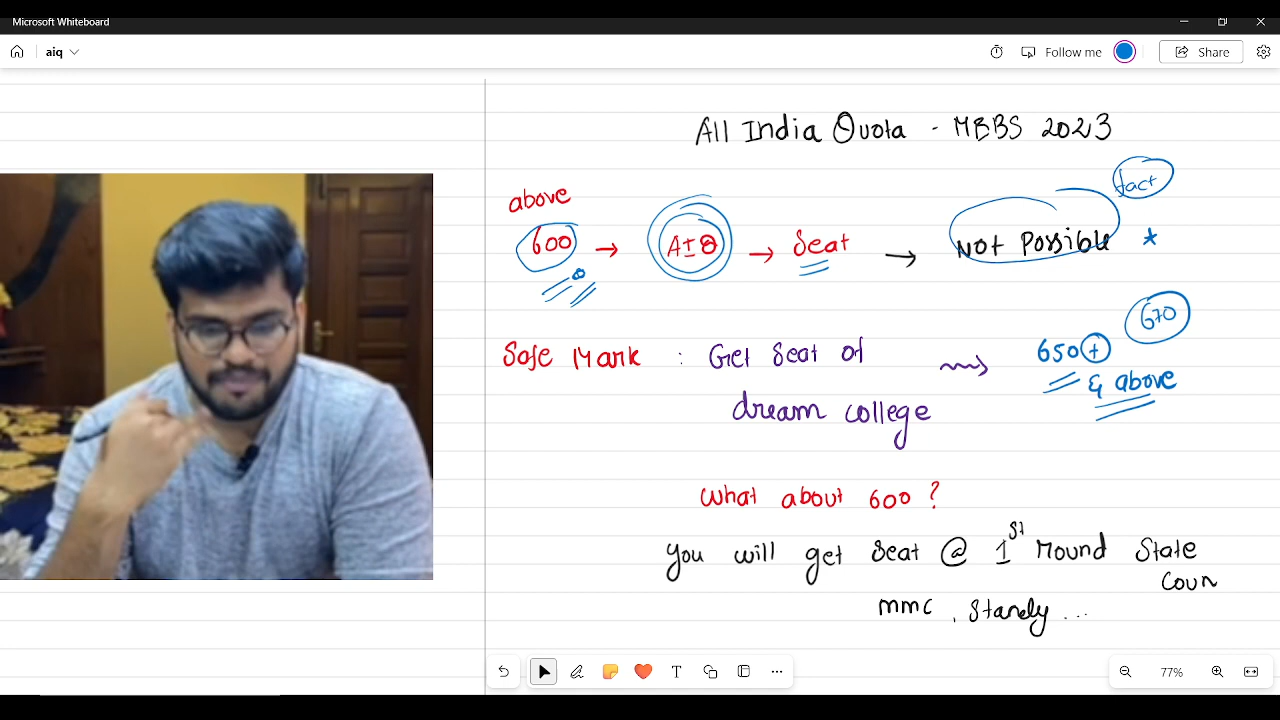 Microsoft Whiteboard
aiq
Follow me
Share
All India Quota - MBBS 2023
fact
above
600 → AIQ → Seat → Not Possible ★
670
Safe Mark : Get Seat of
650+
& above
dream college
What about 600 ?
You will get Seat @ 1st round State
Coun
mmc , Stanely ...
77%